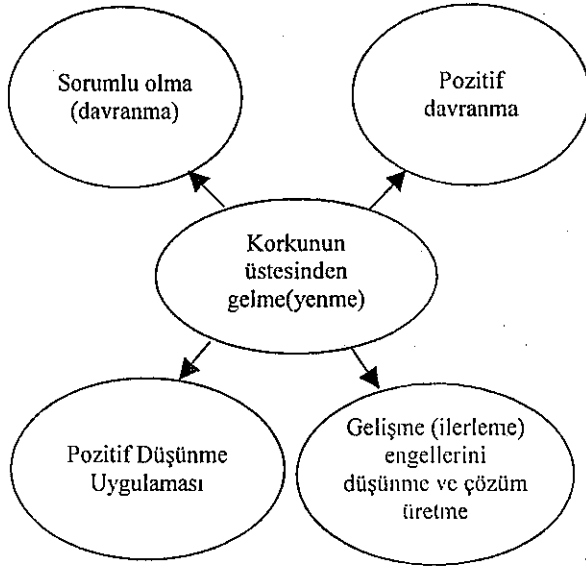 Sorumlu olma
(davranma)
Pozitif
davranma
Korkunun
üstesinden
gelme(yenme)
Pozitif Düşünme
Uygulaması
Gelişme (ilerleme)
engellerini
düşünme ve çözüm
üretme